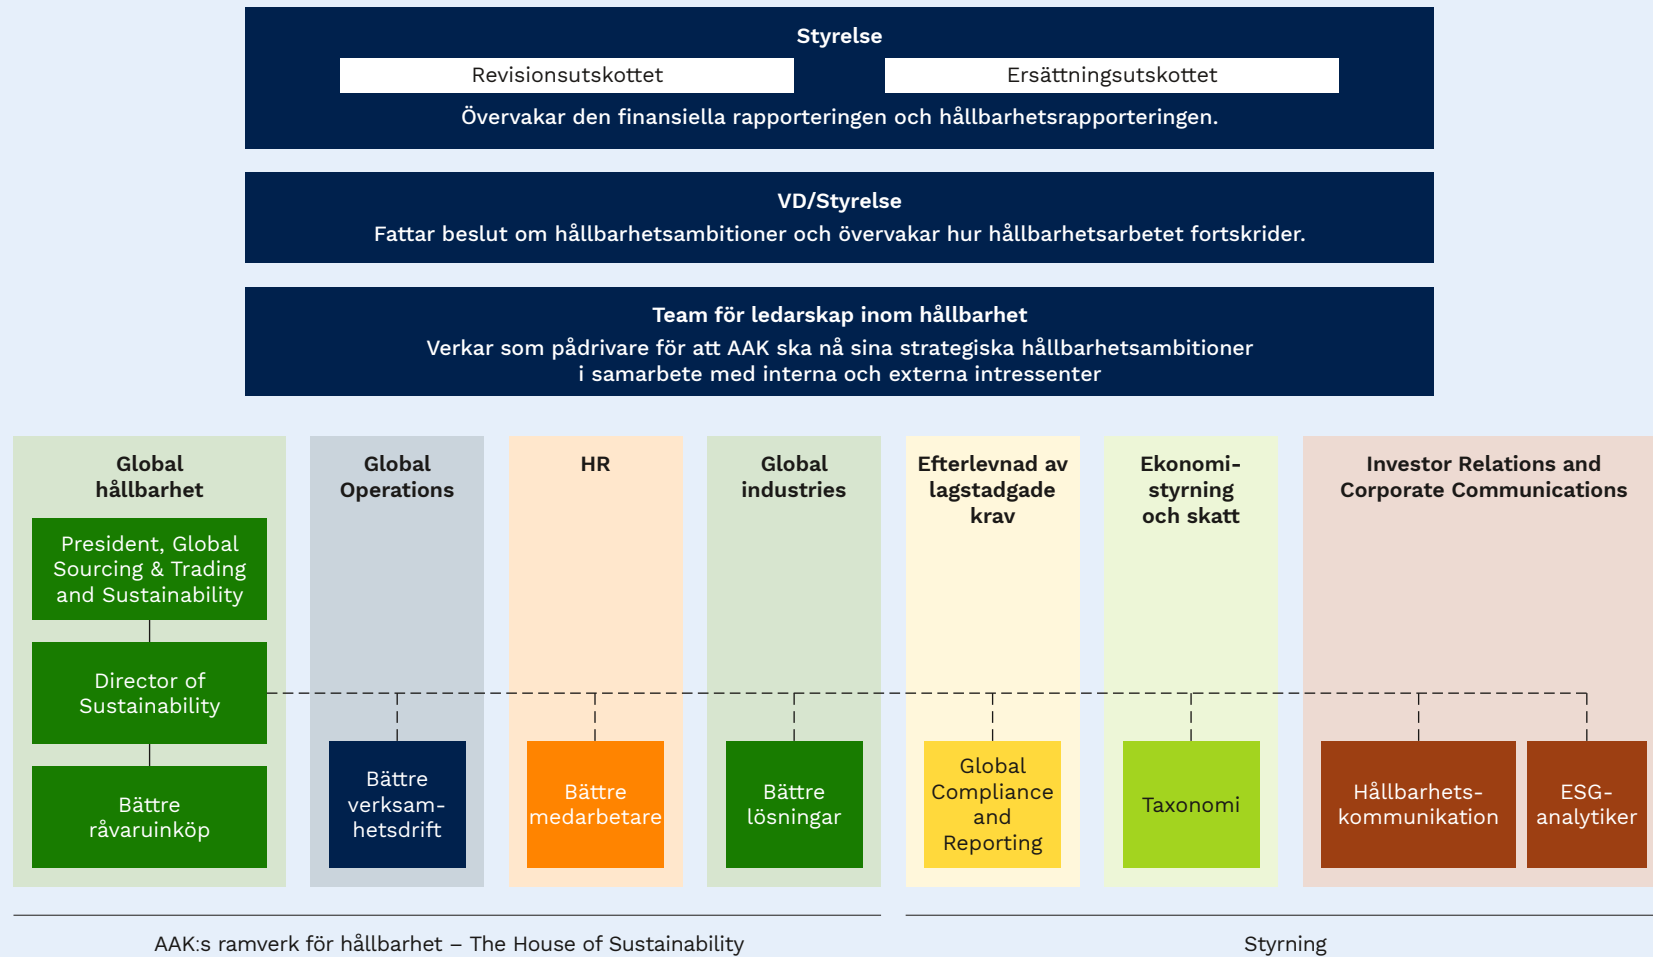 Styrelse
Revisionsutskottet
Ersättningsutskottet
Övervakar den finansiella rapporteringen och hållbarhetsrapporteringen.
VD/Styrelse
Fattar beslut om hållbarhetsambitioner och övervakar hur hållbarhetsarbetet fortskrider.
Team för ledarskap inom hållbarhet
Verkar som pådrivare för att AAK ska nå sina strategiska hållbarhetsambitioner
i samarbete med interna och externa intressenter
Global
hållbarhet
President, Global
Sourcing & Trading
and Sustainability
Director of
Sustainability
Bättre
råvaruinköp
Global
Operations
Bättre
verksam-
hetsdrift
HR
Bättre
medarbetare
Global
industries
Bättre
lösningar
Efterlevnad av
lagstadgade
krav
Global
Compliance
and
Reporting
Ekonomi-
styrning
och skatt
Taxonomi
Investor Relations and
Corporate Communications
Hållbarhets-
kommunikation
ESG-
analytiker
AAK:s ramverk för hållbarhet – The House of Sustainability
Styrning